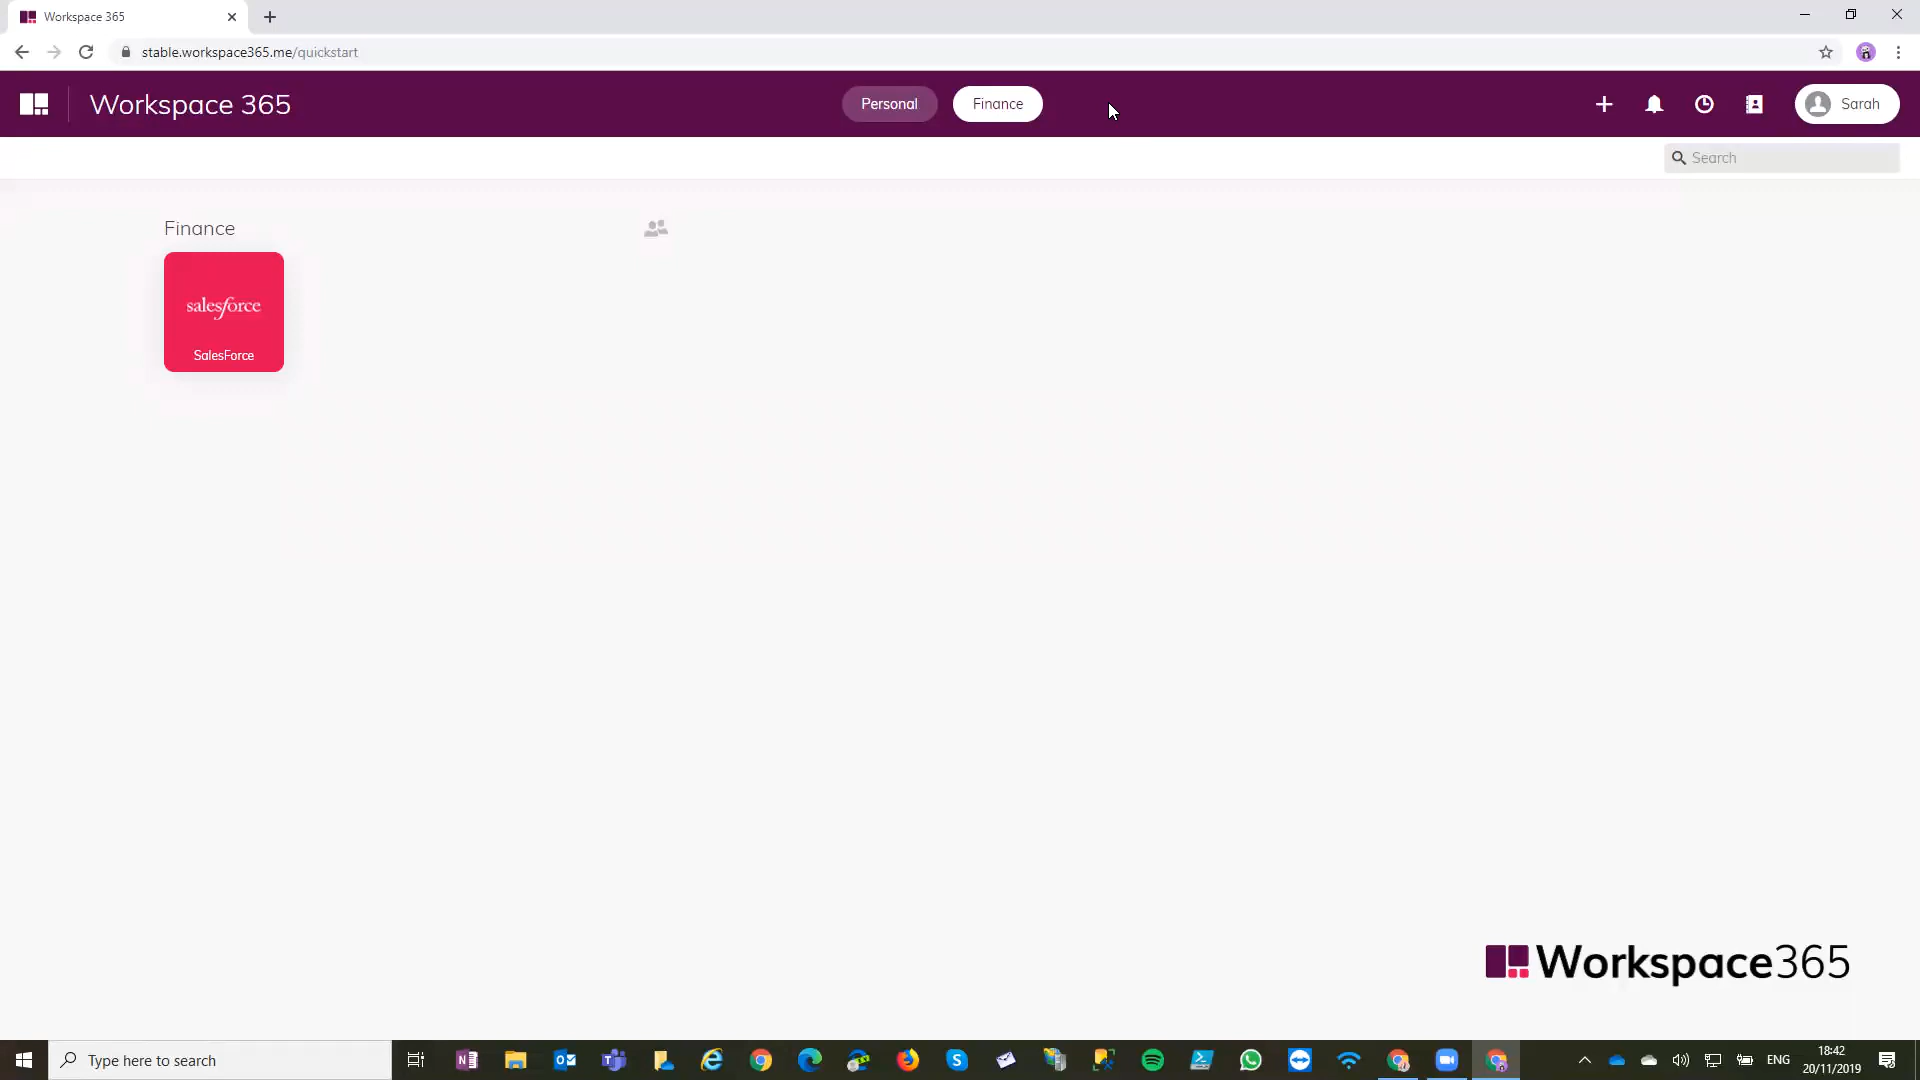 Workspace 365
stable.workspace365.me/quickstart
Workspace 365
Personal
Finance
Sarah
Search
Finance
salesforce
SalesForce
Workspace365
Type here to search
ENG
18:42
20/11/2019